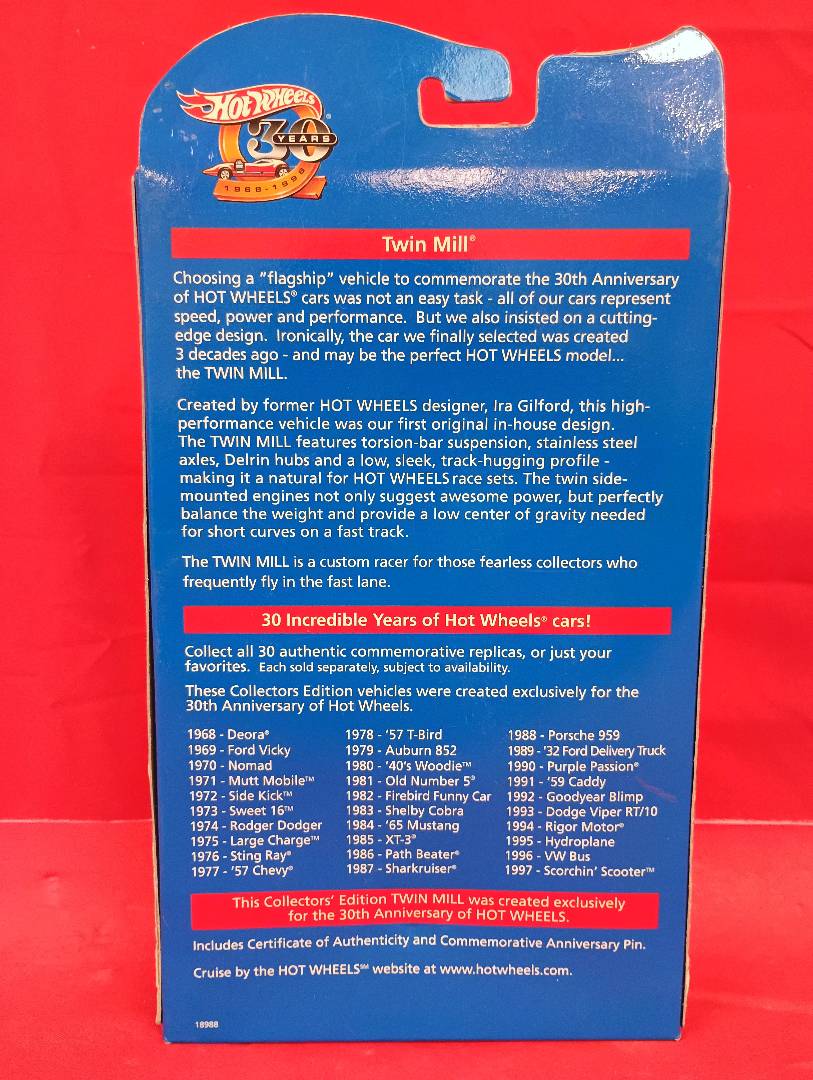 HOT WHEELS®
30
YEARS
1968-1998
Twin Mill®
Choosing a "flagship" vehicle to commemorate the 30th Anniversary
of HOT WHEELS® cars was not an easy task - all of our cars represent
speed, power and performance. But we also insisted on a cutting-
edge design. Ironically, the car we finally selected was created
3 decades ago - and may be the perfect HOT WHEELS model...
the TWIN MILL.
Created by former HOT WHEELS designer, Ira Gilford, this high-
performance vehicle was our first original in-house design.
The TWIN MILL features torsion-bar suspension, stainless steel
axles, Delrin hubs and a low, sleek, track-hugging profile -
making it a natural for HOT WHEELS race sets. The twin side-
mounted engines not only suggest awesome power, but perfectly
balance the weight and provide a low center of gravity needed
for short curves on a fast track.
The TWIN MILL is a custom racer for those fearless collectors who
frequently fly in the fast lane.
30 Incredible Years of Hot Wheels® cars!
Collect all 30 authentic commemorative replicas, or just your
favorites. Each sold separately, subject to availability.
These Collectors Edition vehicles were created exclusively for the
30th Anniversary of Hot Wheels.
1968 - Deora®
1969 - Ford Vicky
1970 - Nomad
1971 - Mutt Mobile™
1972 - Side Kick™
1973 - Sweet 16™
1974 - Rodger Dodger
1975 - Large Charge™
1976 - Sting Ray®
1977 - '57 Chevy®
1978 - '57 T-Bird
1979 - Auburn 852
1980 - '40's Woodie™
1981 - Old Number 5®
1982 - Firebird Funny Car
1983 - Shelby Cobra
1984 - '65 Mustang
1985 - XT-3®
1986 - Path Beater®
1987 - Sharkruiser®
1988 - Porsche 959
1989 - '32 Ford Delivery Truck
1990 - Purple Passion®
1991 - '59 Caddy
1992 - Goodyear Blimp
1993 - Dodge Viper RT/10
1994 - Rigor Motor®
1995 - Hydroplane
1996 - VW Bus
1997 - Scorchin' Scooter™
This Collectors' Edition TWIN MILL was created exclusively
for the 30th Anniversary of HOT WHEELS.
Includes Certificate of Authenticity and Commemorative Anniversary Pin.
Cruise by the HOT WHEELS℠ website at www.hotwheels.com.
18988